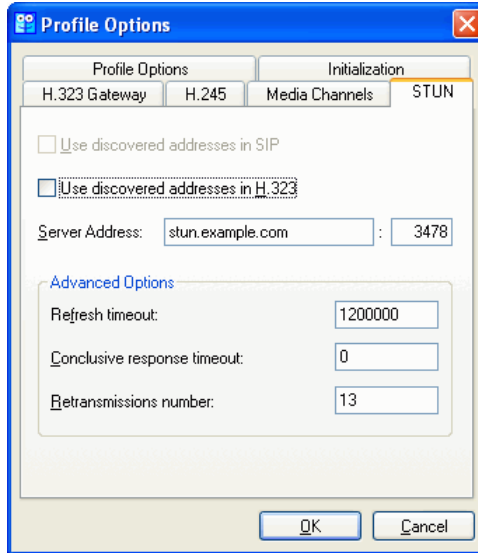 Profile Options
Profile Options Initialization
H.323 Gateway H.245 Media Channels STUN
Use discovered addresses in SIP
Use discovered addresses in H.323
Server Address: stun.example.com : 3478
Advanced Options
Refresh timeout: 1200000
Conclusive response timeout: 0
Retransmissions number: 13
OK Cancel